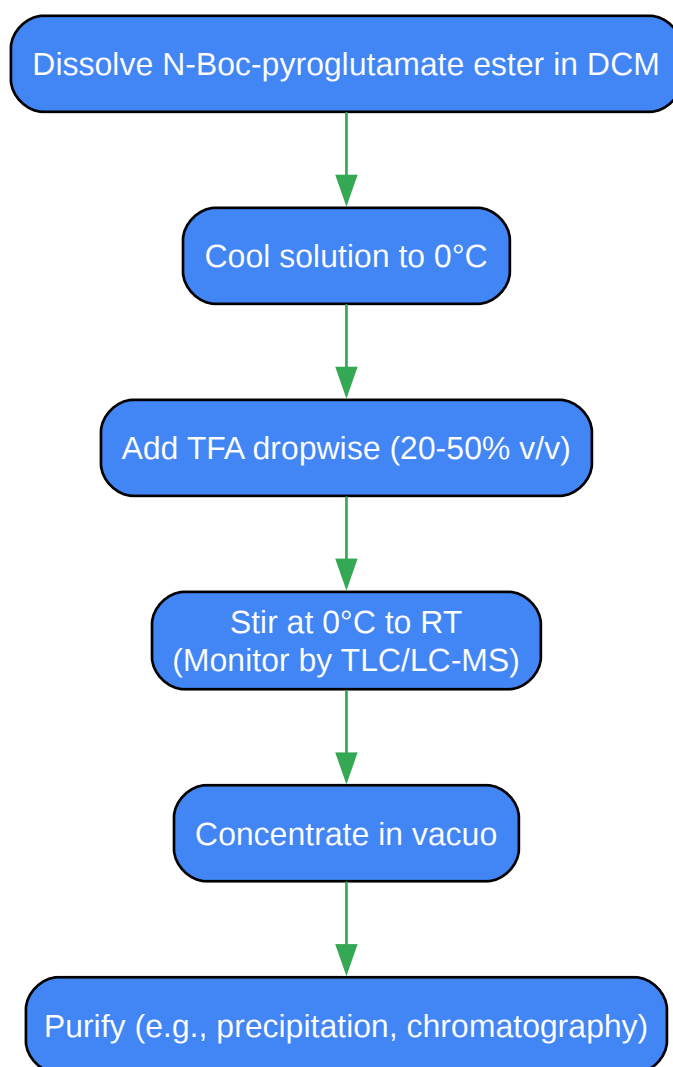 Dissolve N-Boc-pyroglutamate ester in DCM
Cool solution to 0°C
Add TFA dropwise (20-50% v/v)
Stir at 0°C to RT
(Monitor by TLC/LC-MS)
Concentrate in vacuo
Purify (e.g., precipitation, chromatography)